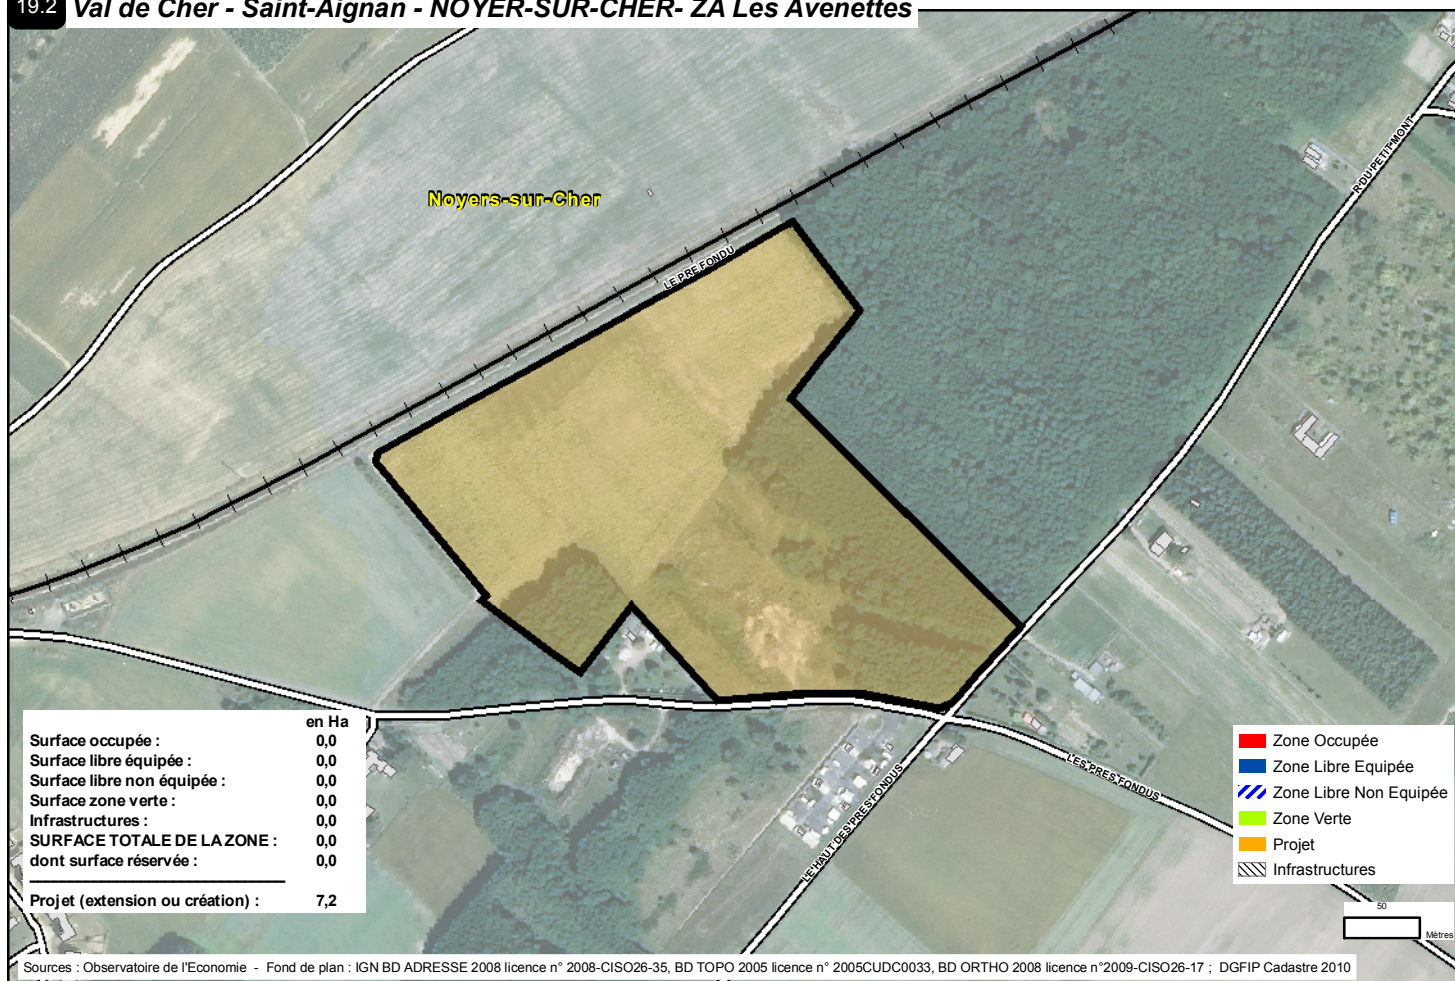 19.2 Val de Cher - Saint-Aignan - NOYER-SUR-CHER- ZA Les Avenettes
Noyers-sur-Cher
LE PRE FONDU
R DU PETIT MONT
LES PRES FONDUS
LE HAUT DES PRES FONDUS
en Ha
Surface occupée : 0,0
Surface libre équipée : 0,0
Surface libre non équipée : 0,0
Surface zone verte : 0,0
Infrastructures : 0,0
SURFACE TOTALE DE LA ZONE : 0,0
dont surface réservée : 0,0
Projet (extension ou création) : 7,2
Zone Occupée
Zone Libre Equipée
Zone Libre Non Equipée
Zone Verte
Projet
Infrastructures
50
Mètres
Sources : Observatoire de l'Economie - Fond de plan : IGN BD ADRESSE 2008 licence n° 2008-CISO26-35, BD TOPO 2005 licence n° 2005CUDC0033, BD ORTHO 2008 licence n°2009-CISO26-17 ; DGFIP Cadastre 2010